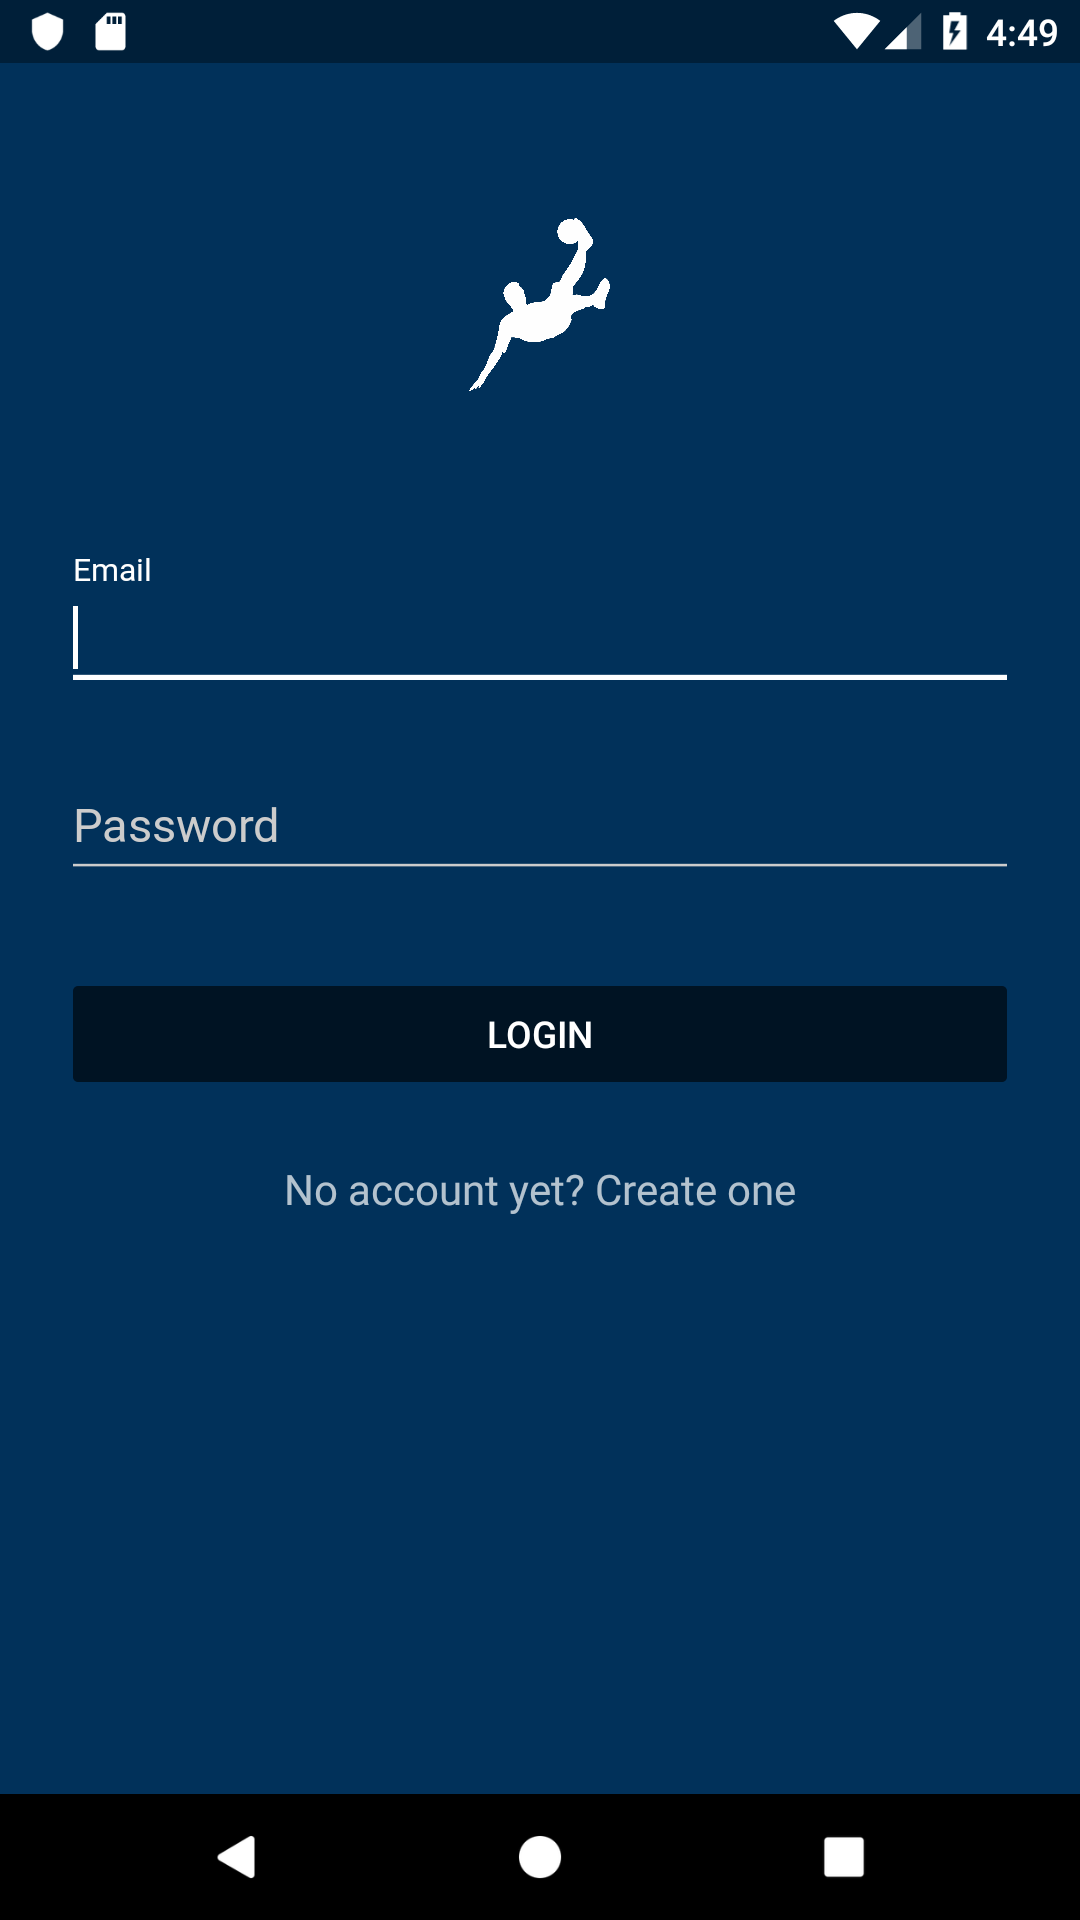 4:49
Email
Password
LOGIN
No account yet? Create one